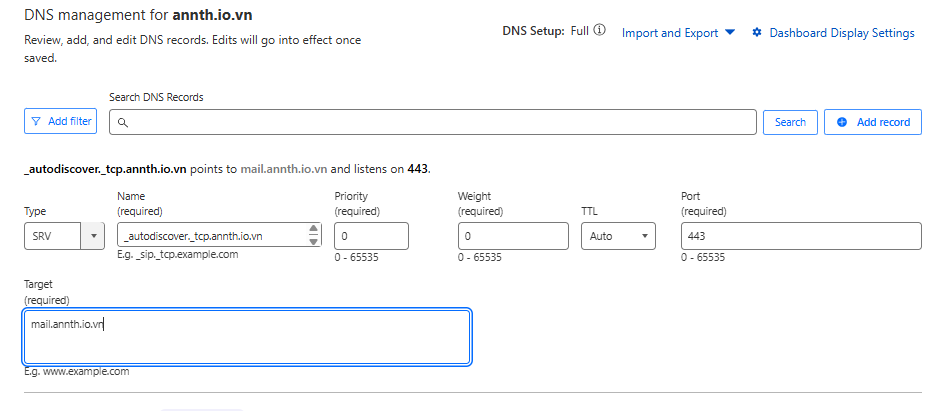 DNS management for annth.io.vn
Review, add, and edit DNS records. Edits will go into effect once
saved.
DNS Setup: Full
Import and Export
Dashboard Display Settings
Search DNS Records
Add filter
Search
Add record
_autodiscover._tcp.annth.io.vn points to mail.annth.io.vn and listens on 443.
Type
Name
(required)
Priority
(required)
Weight
(required)
TTL
Port
(required)
SRV
_autodiscover._tcp.annth.io.vn
0
0
Auto
443
E.g. _sip._tcp.example.com
0 - 65535
0 - 65535
0 - 65535
Target
(required)
mail.annth.io.vn
E.g. www.example.com